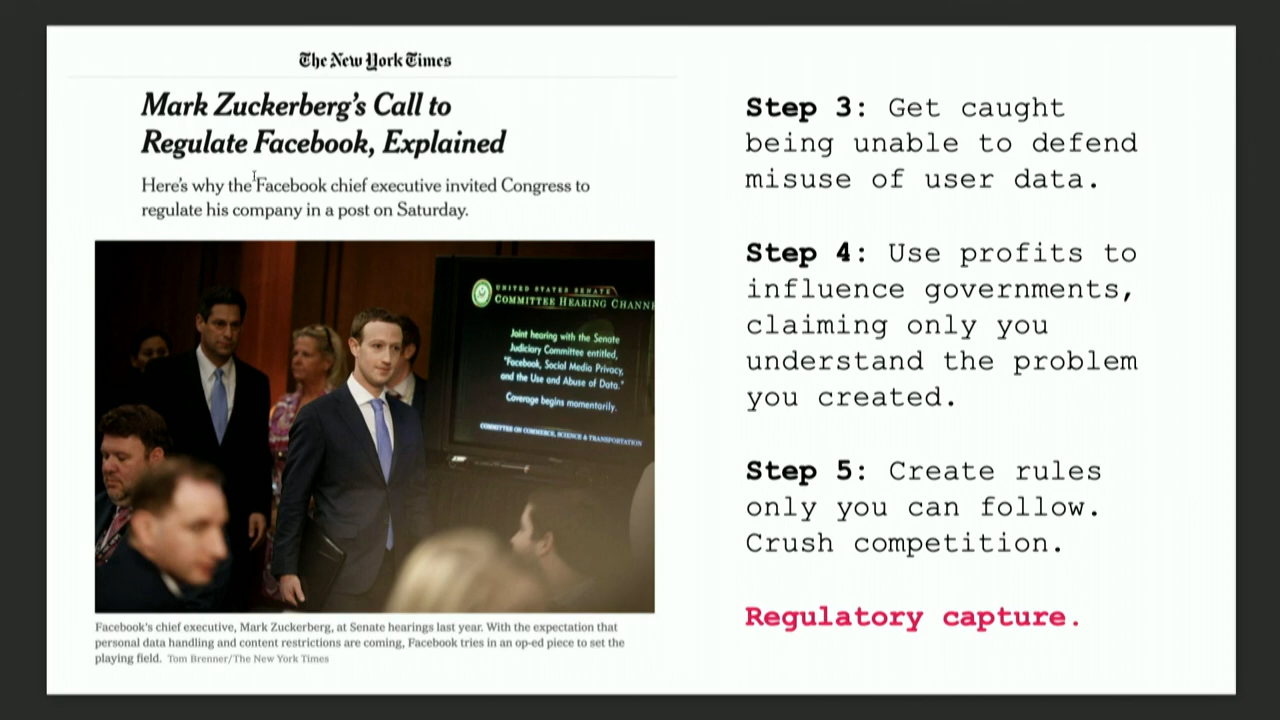 The New York Times
Mark Zuckerberg's Call to
Regulate Facebook, Explained
Here's why the Facebook chief executive invited Congress to
regulate his company in a post on Saturday.
UNITED STATES SENATE
COMMITTEE HEARING CHANNE
Joint hearing with the Senate
Judiciary Committee entitled,
"Facebook, Social Media Privacy,
and the Use and Abuse of Data."
Coverage begins momentarily.
COMMITTEE ON COMMERCE, SCIENCE & TRANSPORTATION
Facebook's chief executive, Mark Zuckerberg, at Senate hearings last year. With the expectation that
personal data handling and content restrictions are coming, Facebook tries in an op-ed piece to set the
playing field. Tom Brenner/The New York Times
Step 3: Get caught
being unable to defend
misuse of user data.
Step 4: Use profits to
influence governments,
claiming only you
understand the problem
you created.
Step 5: Create rules
only you can follow.
Crush competition.
Regulatory capture.